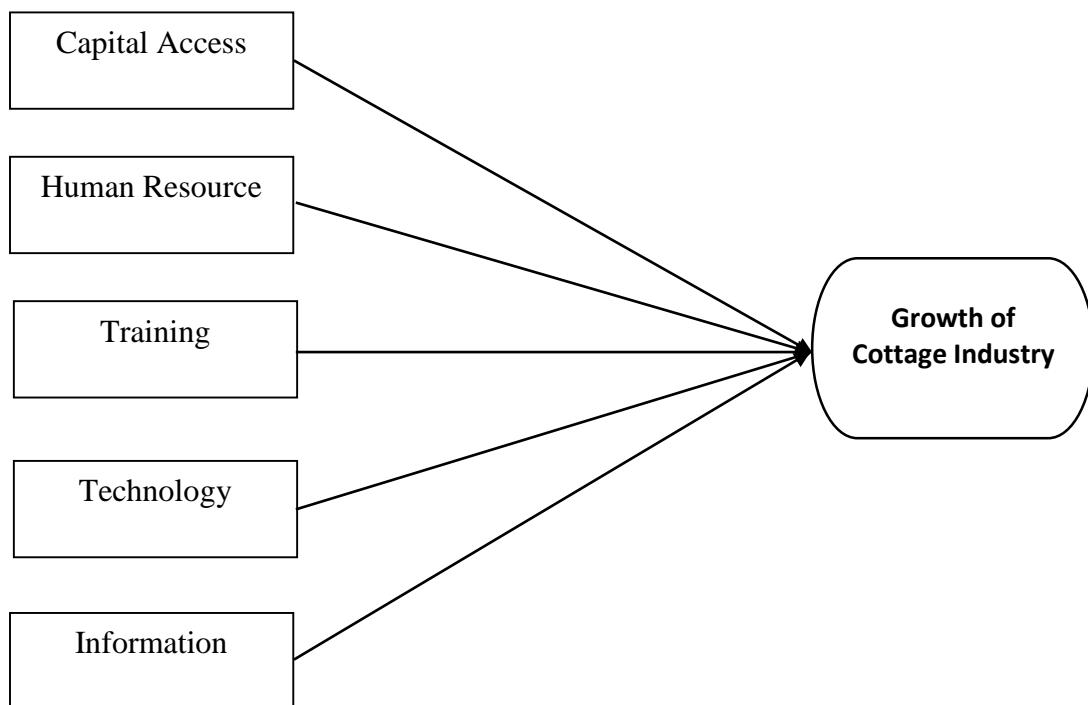 Capital Access
Human Resource
Training
Technology
Information
Growth of
Cottage Industry